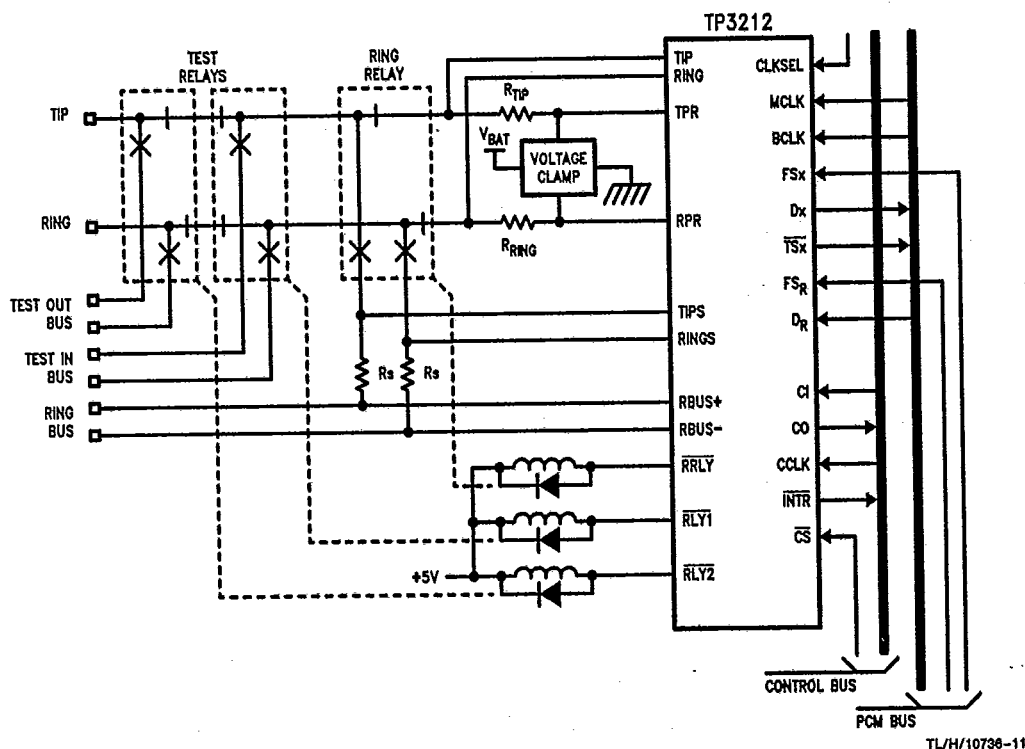 TP3212
TEST
RELAYS
RING
RELAY
TIP
RING
TIP
RING
R_TIP
V_BAT
VOLTAGE
CLAMP
R_RING
TPR
RPR
TEST OUT
BUS
TEST IN
BUS
RING
BUS
Rs
Rs
TIPS
RINGS
RBUS+
RBUS-
RRLY
RLY1
+5V
RLY2
CLKSEL
MCLK
BCLK
FSx
Dx
TSx
FS_R
D_R
CI
CO
CCLK
INTR
CS
CONTROL BUS
PCM BUS
TL/H/10736-11